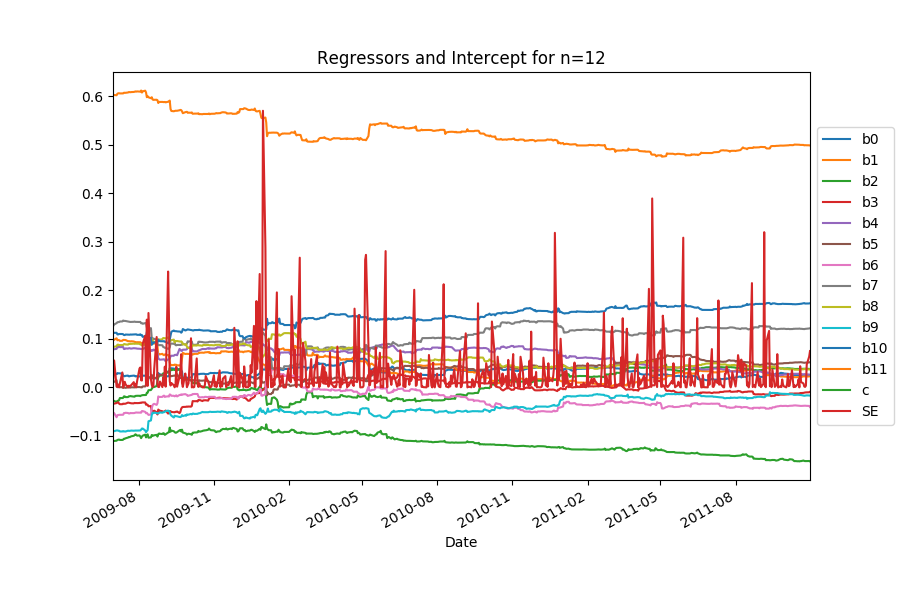 Regressors and Intercept for n=12
0.6
0.5
0.4
0.3
0.2
0.1
0.0
−0.1
2009-08
2009-11
2010-02
2010-05
2010-08
2010-11
2011-02
2011-05
2011-08
Date
b0
b1
b2
b3
b4
b5
b6
b7
b8
b9
b10
b11
c
SE